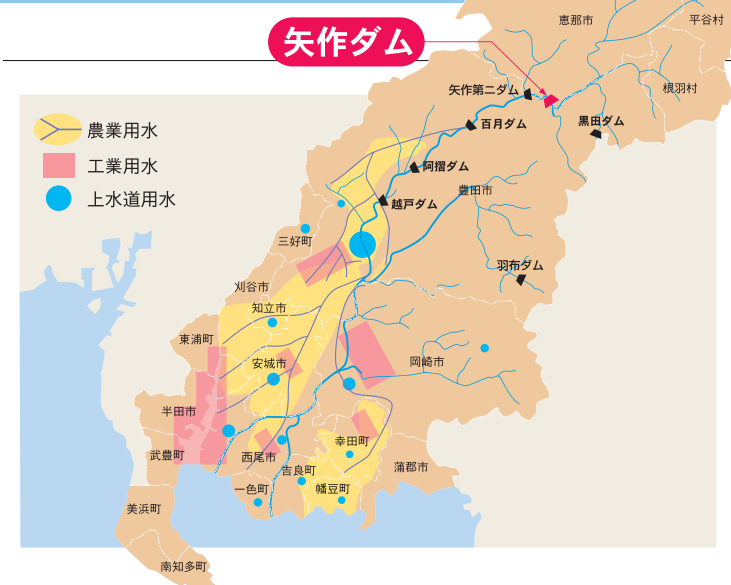 恵那市
平谷村
矢作ダム
根羽村
矢作第二ダム
黒田ダム
百月ダム
農業用水
工業用水
上水道用水
阿摺ダム
豊田市
越戸ダム
三好町
羽布ダム
刈谷市
知立市
東浦町
安城市
岡崎市
半田市
幸田町
武豊町
西尾市
吉良町
蒲郡市
一色町
幡豆町
美浜町
南知多町